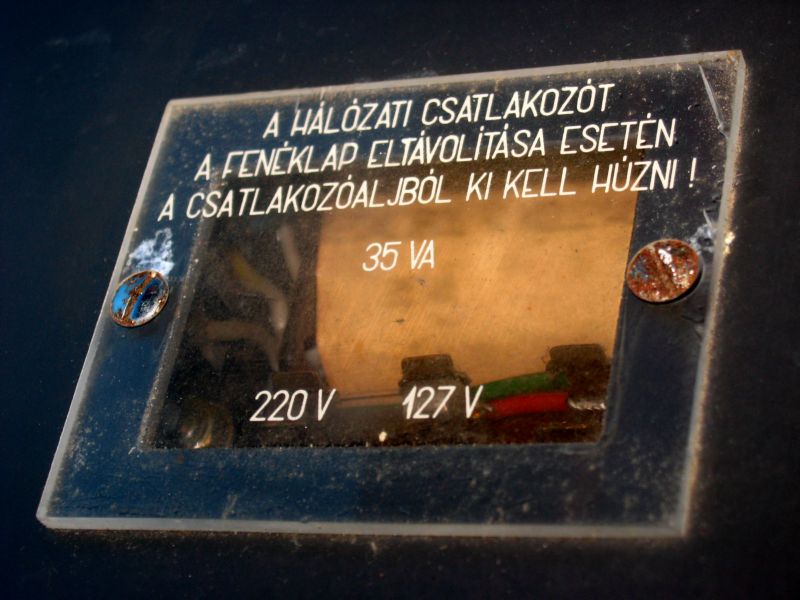 A HÁLÓZATI CSATLAKOZÓT
A FENÉKLAP ELTÁVOLÍTÁSA ESETÉN
A CSATLAKOZÓALJBÓL KI KELL HÚZNI !
35 VA
220 V 127 V